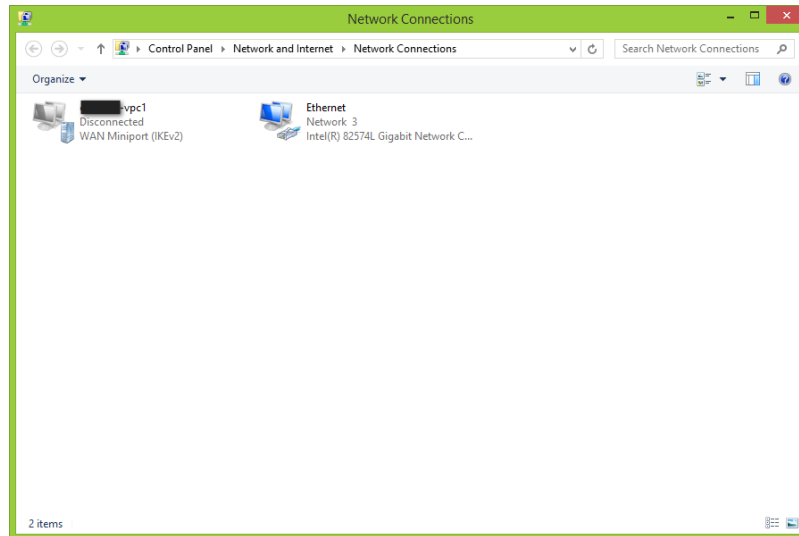 Network Connections
Control Panel Network and Internet Network Connections
Search Network Connections
Organize
-vpc1
Disconnected
WAN Miniport (IKEv2)
Ethernet
Network 3
Intel(R) 82574L Gigabit Network C...
2 items